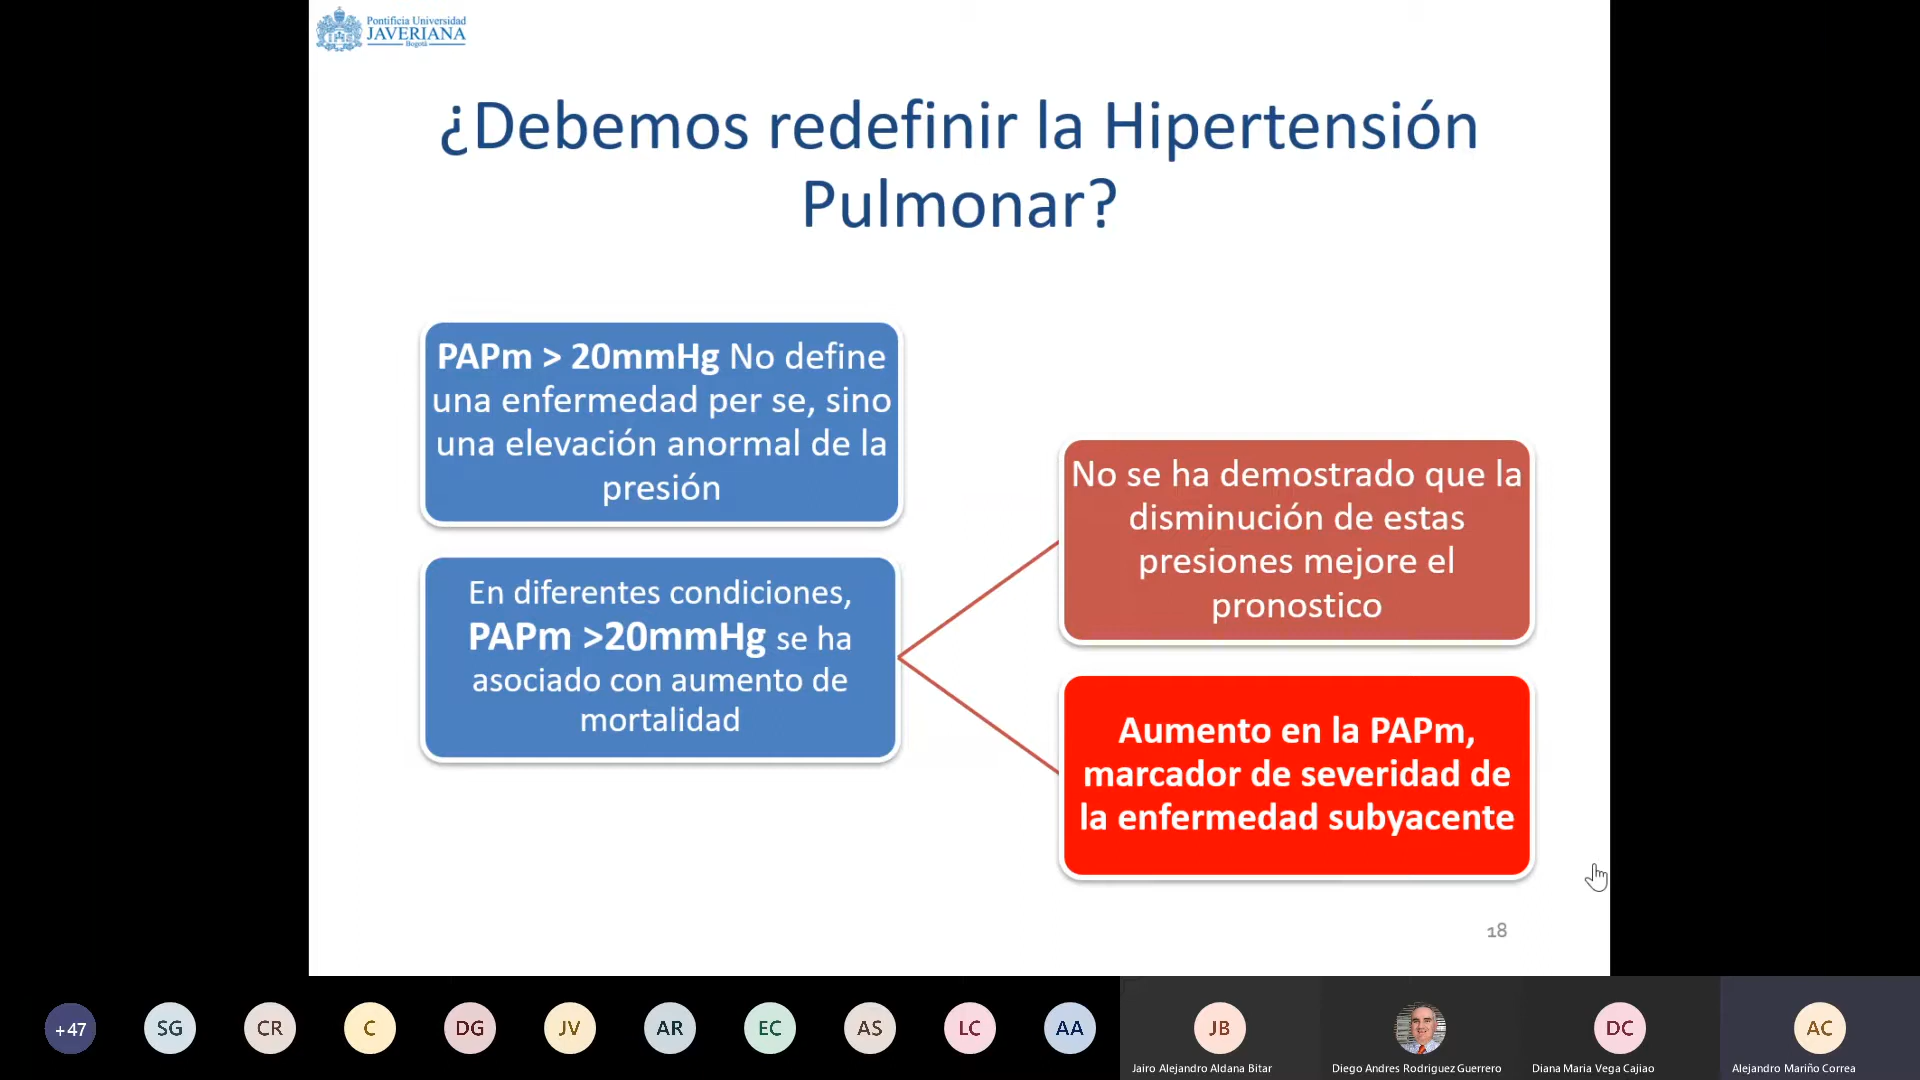 Pontificia Universidad
JAVERIANA
Bogotá
¿Debemos redefinir la Hipertensión
Pulmonar?
PAPm > 20mmHg No define
una enfermedad per se, sino
una elevación anormal de la
presión
En diferentes condiciones,
PAPm >20mmHg se ha
asociado con aumento de
mortalidad
No se ha demostrado que la
disminución de estas
presiones mejore el
pronostico
Aumento en la PAPm,
marcador de severidad de
la enfermedad subyacente
18
+47
SG
CR
C
DG
JV
AR
EC
AS
LC
AA
JB
DC
AC
Jairo Alejandro Aldana Bitar
Diego Andres Rodriguez Guerrero
Diana Maria Vega Cajiao
Alejandro Mariño Correa